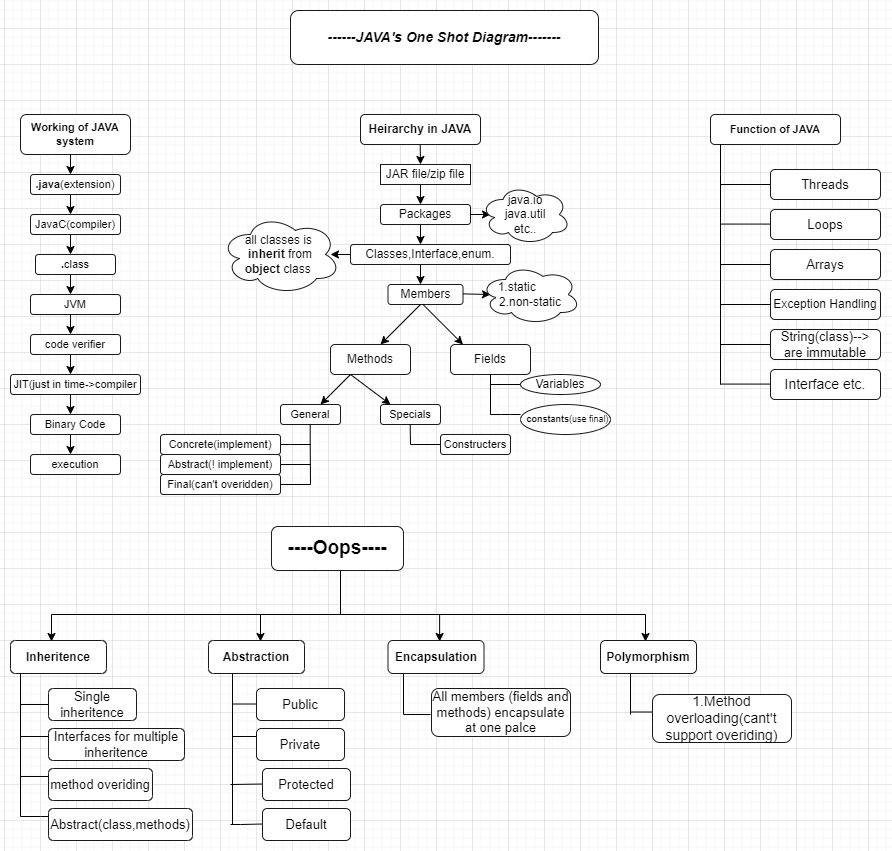 ------JAVA's One Shot Diagram-------
Working of JAVA
system
.java(extension)
JavaC(compiler)
.class
JVM
code verifier
JIT(just in time->compiler
Binary Code
execution
Heirarchy in JAVA
JAR file/zip file
Packages
java.io
java.util
etc..
Classes,Interface,enum.
all classes is
inherit from
object class
Members
1.static
2.non-static
Methods
Fields
General
Specials
Variables
constants(use final)
Concrete(implement)
Abstract(! implement)
Final(can't overidden)
Constructers
Function of JAVA
Threads
Loops
Arrays
Exception Handling
String(class)-->
are immutable
Interface etc.
----Oops----
Inheritence
Single
inheritence
Interfaces for multiple
inheritence
method overiding
Abstract(class,methods)
Abstraction
Public
Private
Protected
Default
Encapsulation
All members (fields and
methods) encapsulate
at one palce
Polymorphism
1.Method
overloading(cant't
support overiding)